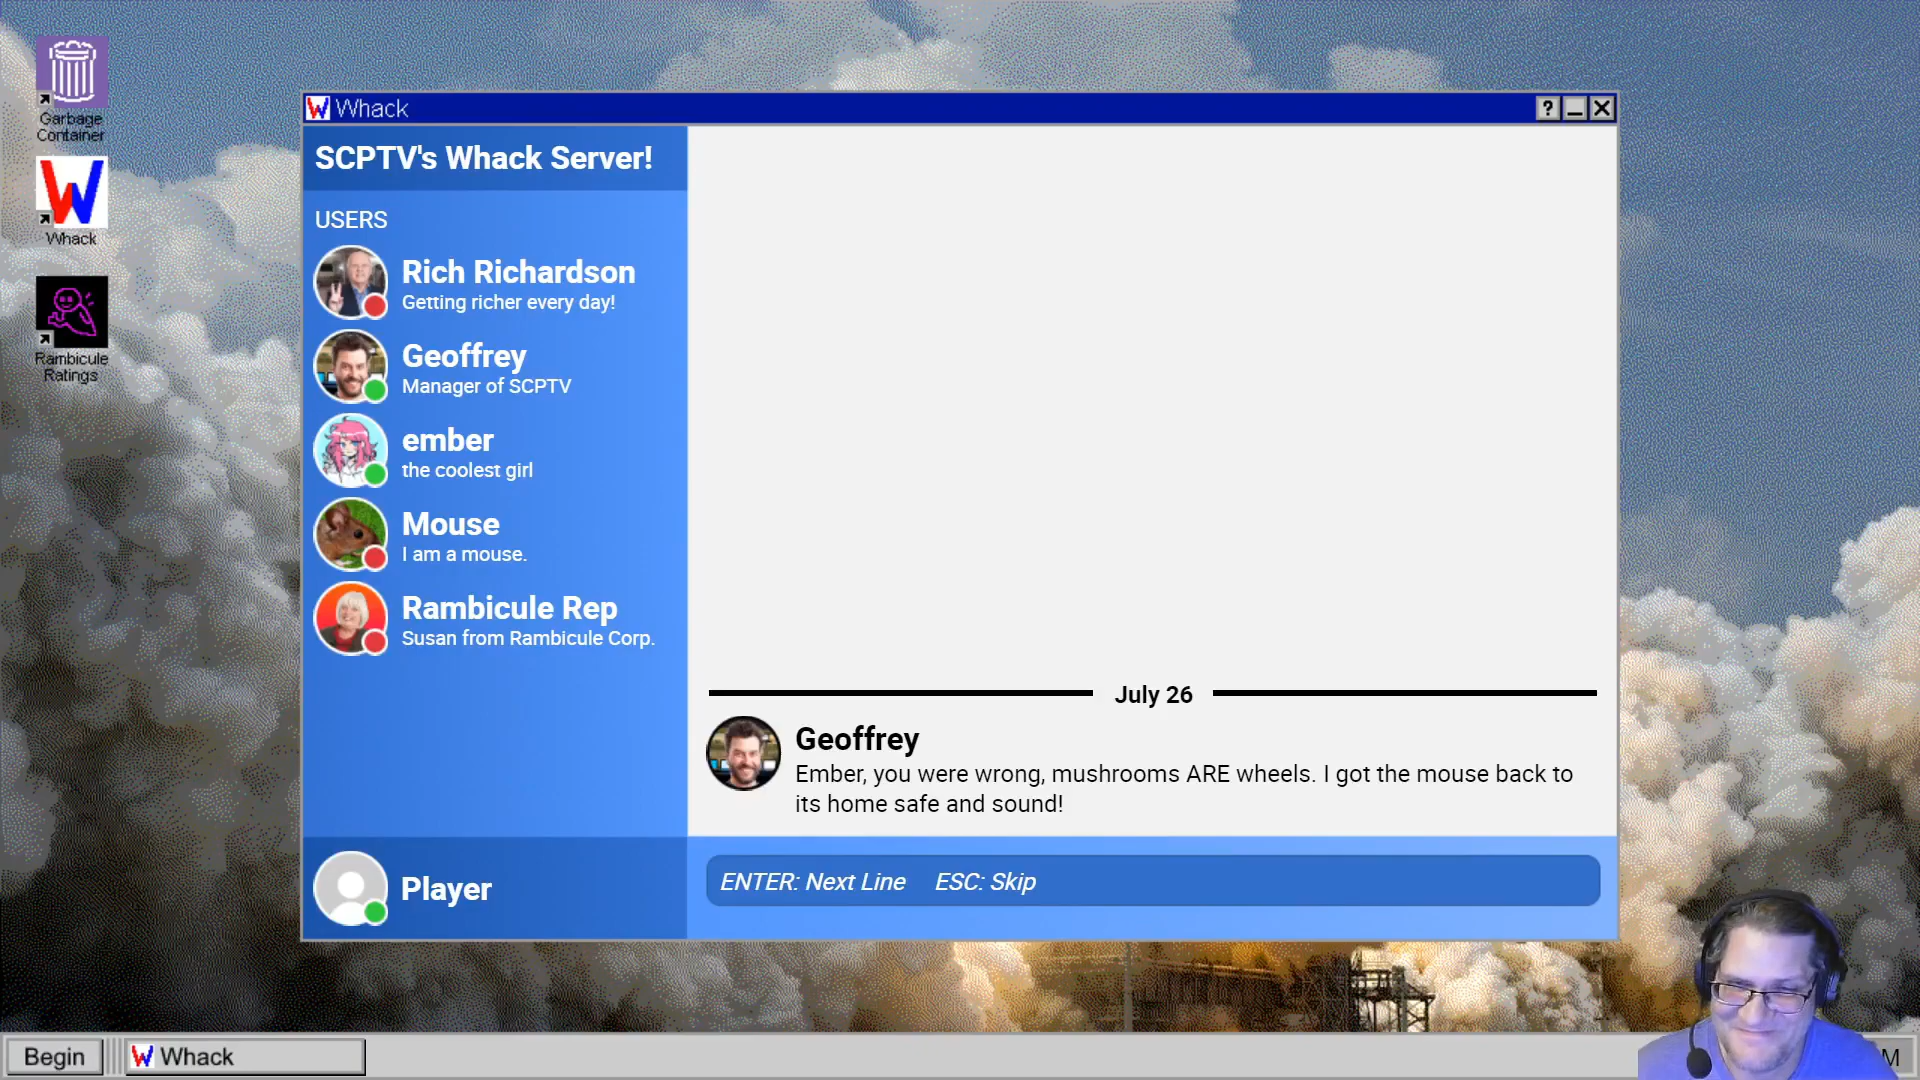 Garbage
Container
Whack
Rambicule
Ratings
Whack
?
SCPTV's Whack Server!
USERS
Rich Richardson
Getting richer every day!
Geoffrey
Manager of SCPTV
ember
the coolest girl
Mouse
I am a mouse.
Rambicule Rep
Susan from Rambicule Corp.
Player
July 26
Geoffrey
Ember, you were wrong, mushrooms ARE wheels. I got the mouse back to
its home safe and sound!
ENTER: Next Line ESC: Skip
Begin
Whack
M